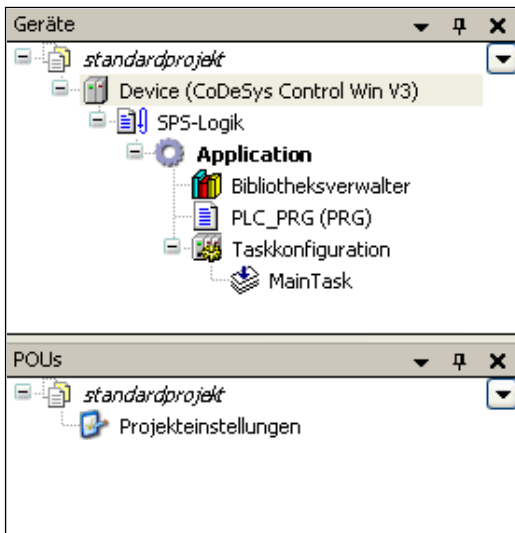 Geräte
standardprojekt
Device (CoDeSys Control Win V3)
SPS-Logik
Application
Bibliotheksverwalter
PLC_PRG (PRG)
Taskkonfiguration
MainTask
POUs
standardprojekt
Projekteinstellungen